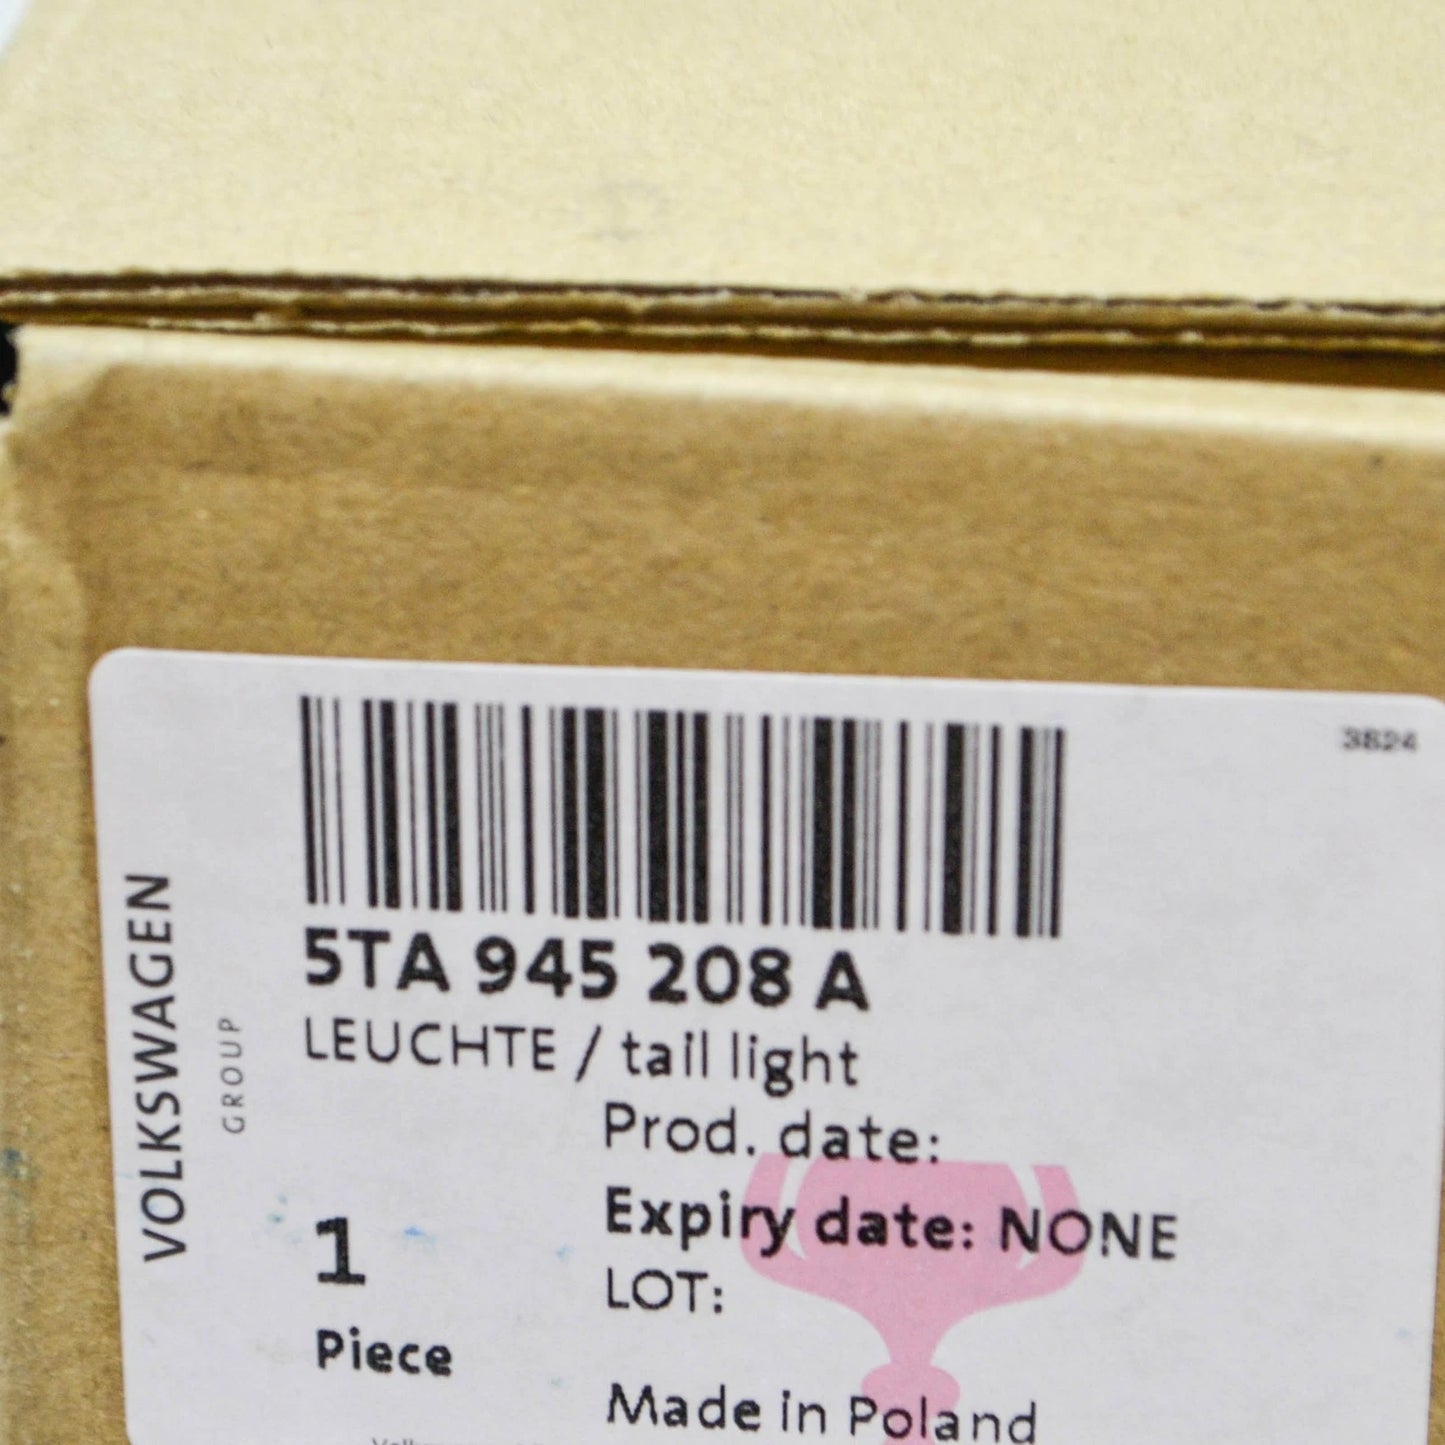 3824
5TA 945 208 A
LEUCHTE / tail light
Prod. date:
Expiry date: NONE
LOT:
1
Piece
Made in Poland
VOLKSWAGEN
GROUP